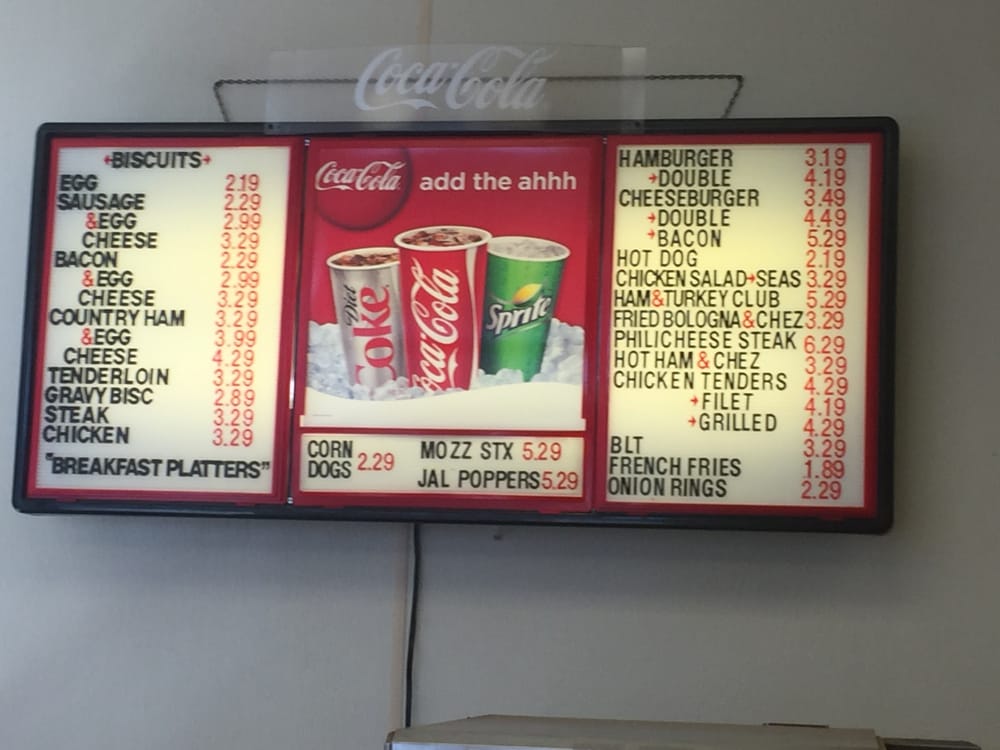 Coca-Cola
←BISCUITS→
EGG 2.19
SAUSAGE 2.29
&EGG 2.99
CHEESE 3.29
BACON 2.29
&EGG 2.99
CHEESE 3.29
COUNTRY HAM 3.29
&EGG 3.99
CHEESE 4.29
TENDERLOIN 3.29
GRAVY BISC 2.89
STEAK 3.29
CHICKEN 3.29
"BREAKFAST PLATTERS"
Coca-Cola add the ahhh
Diet Coke
Coca-Cola
Sprite
CORN DOGS 2.29
MOZZ STX 5.29
JAL POPPERS 5.29
HAMBURGER 3.19
→DOUBLE 4.19
CHEESEBURGER 3.49
→DOUBLE 4.49
→BACON 5.29
HOT DOG 2.19
CHICKEN SALAD→SEAS 3.29
HAM&TURKEY CLUB 5.29
FRIED BOLOGNA&CHEZ 3.29
PHILICHEESE STEAK 6.29
HOT HAM & CHEZ 3.29
CHICKEN TENDERS 4.29
→FILET 4.19
→GRILLED 4.29
BLT 3.29
FRENCH FRIES 1.89
ONION RINGS 2.29